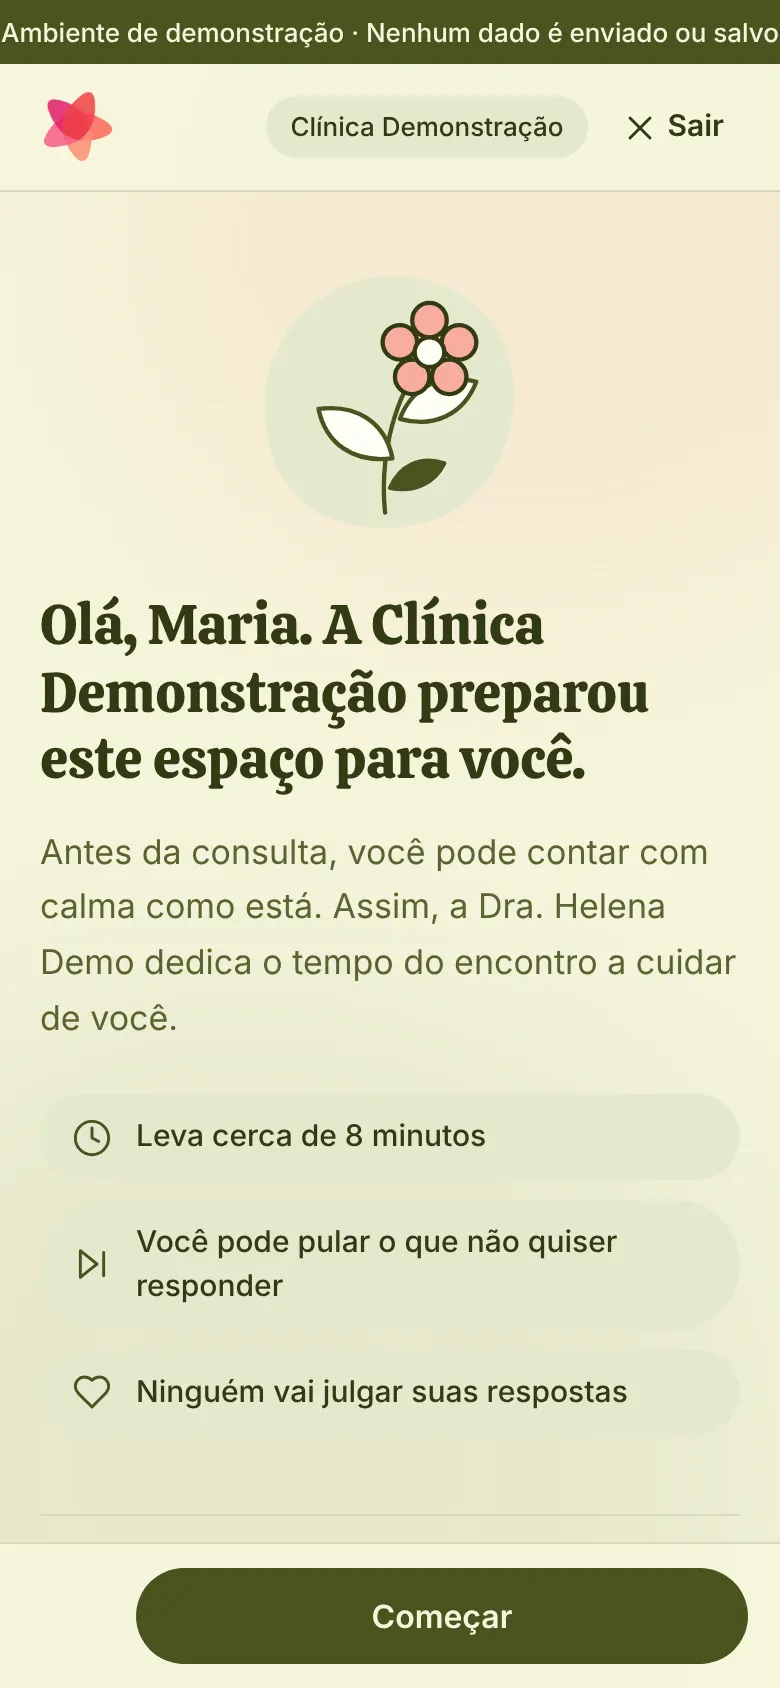 Ambiente de demonstração · Nenhum dado é enviado ou salvo
Clínica Demonstração
Sair
Olá, Maria. A Clínica
Demonstração preparou
este espaço para você.
Antes da consulta, você pode contar com
calma como está. Assim, a Dra. Helena
Demo dedica o tempo do encontro a cuidar
de você.
Leva cerca de 8 minutos
Você pode pular o que não quiser
responder
Ninguém vai julgar suas respostas
Começar